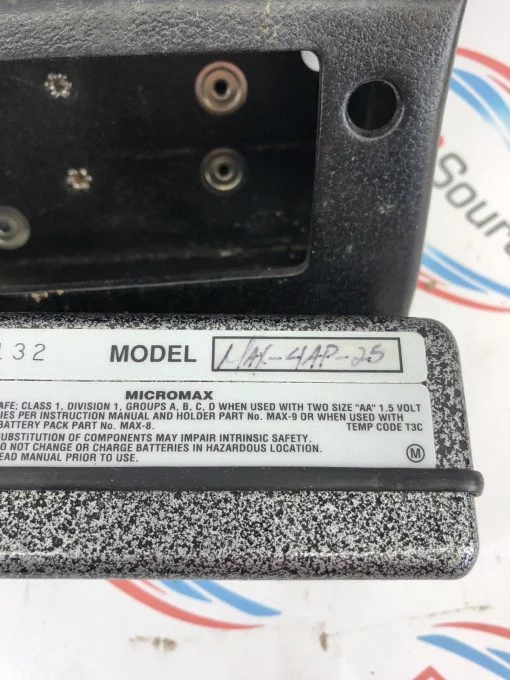 Sour
132 MODEL MAX-4AP-25
MICROMAX
AFE; CLASS 1, DIVISION 1, GROUPS A, B, C, D WHEN USED WITH TWO SIZE "AA" 1.5 VOLT
IES PER INSTRUCTION MANUAL AND HOLDER PART No. MAX-9 OR WHEN USED WITH
BATTERY PACK PART No. MAX-8. TEMP CODE T3C
SUBSTITUTION OF COMPONENTS MAY IMPAIR INTRINSIC SAFETY.
O NOT CHANGE OR CHARGE BATTERIES IN HAZARDOUS LOCATION.
EAD MANUAL PRIOR TO USE. M